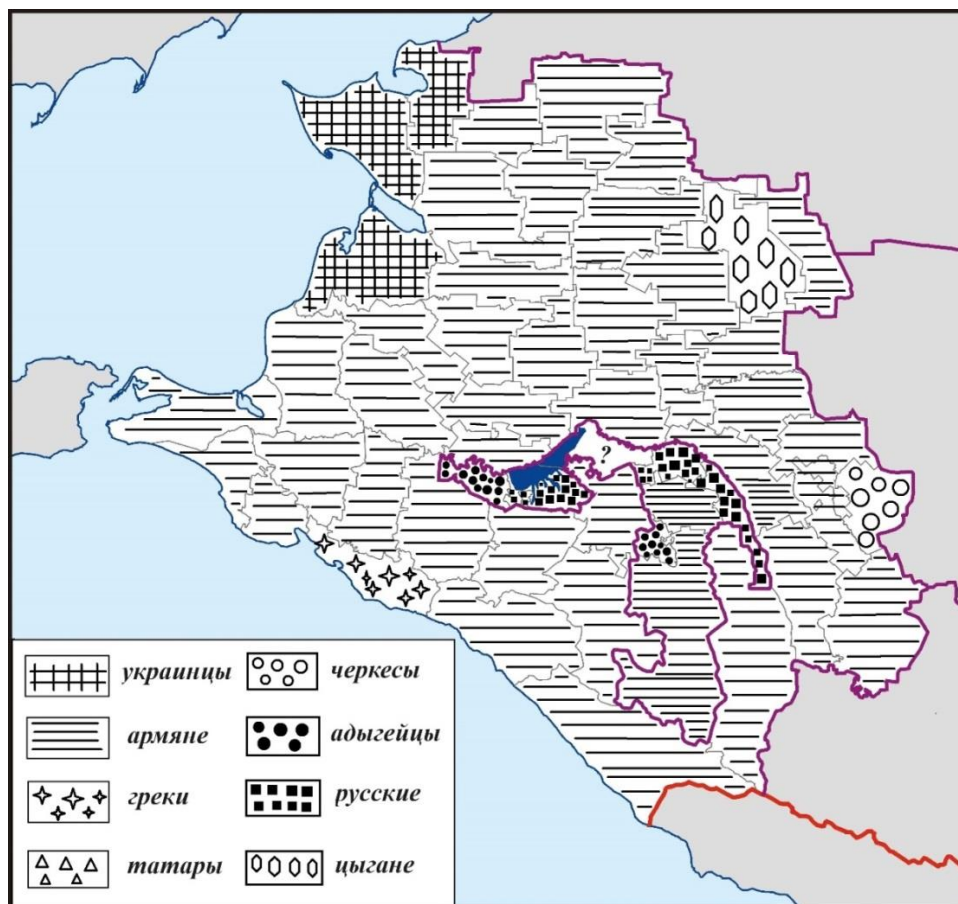 ?
украинцы
черкесы
армяне
адыгейцы
греки
русские
татары
цыгане